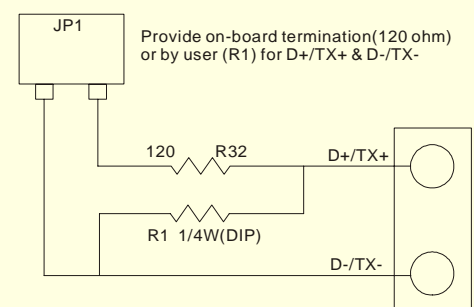 JP1
Provide on-board termination(120 ohm)
or by user (R1) for D+/TX+ & D-/TX-
120 R32
D+/TX+
R1 1/4W(DIP)
D-/TX-